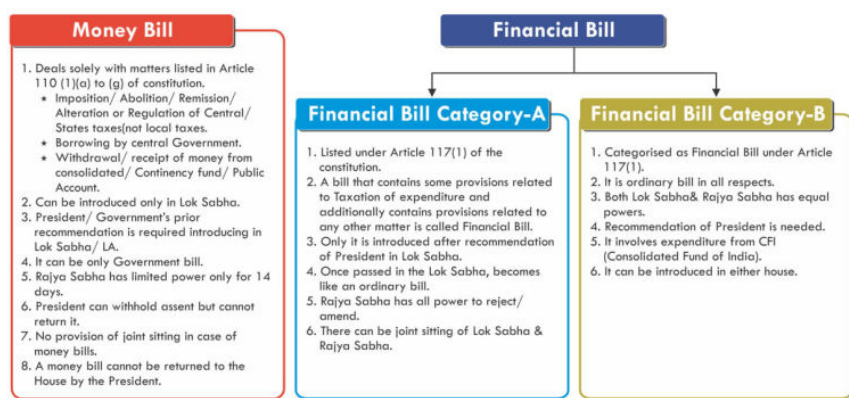 Money Bill
1. Deals solely with matters listed in Article
110 (1)(a) to (g) of constitution.
★ Imposition/ Abolition/ Remission/
Alteration or Regulation of Central/
States taxes(not local taxes.
★ Borrowing by central Government.
★ Withdrawal/ receipt of money from
consolidated/ Continency fund/ Public
Account.
2. Can be introduced only in Lok Sabha.
3. President/ Government's prior
recommendation is required introducing in
Lok Sabha/ LA.
4. It can be only Government bill.
5. Rajya Sabha has limited power only for 14
days.
6. President can withhold assent but cannot
return it.
7. No provision of joint sitting in case of
money bills.
8. A money bill cannot be returned to the
House by the President.
Financial Bill
Financial Bill Category-A
1. Listed under Article 117(1) of the
constitution.
2. A bill that contains some provisions related
to Taxation of expenditure and
additionally contains provisions related to
any other matter is called Financial Bill.
3. Only it is introduced after recommendation
of President in Lok Sabha.
4. Once passed in the Lok Sabha, becomes
like an ordinary bill.
5. Rajya Sabha has all power to reject/
amend.
6. There can be joint sitting of Lok Sabha &
Rajya Sabha.
Financial Bill Category-B
1. Categorised as Financial Bill under Article
117(1).
2. It is ordinary bill in all respects.
3. Both Lok Sabha& Rajya Sabha has equal
powers.
4. Recommendation of President is needed.
5. It involves expenditure from CFI
(Consolidated Fund of India).
6. It can be introduced in either house.